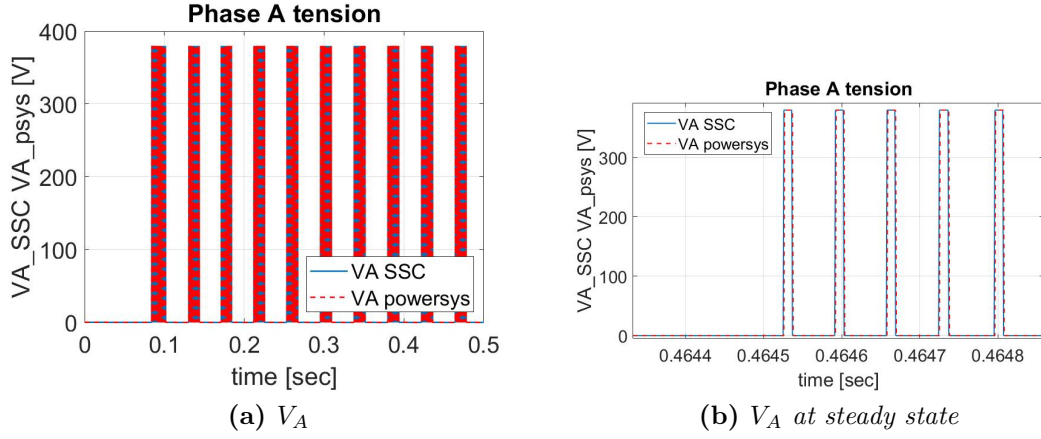 Phase A tension
VA_SSC VA_psys [V]
400
300
200
100
0
VA SSC
VA powersys
0 0.1 0.2 0.3 0.4 0.5
time [sec]
(a) V_A
Phase A tension
VA_SSC VA_psys [V]
300
200
100
0
VA SSC
VA powersys
0.4644 0.4645 0.4646 0.4647 0.4648
time [sec]
(b) V_A at steady state